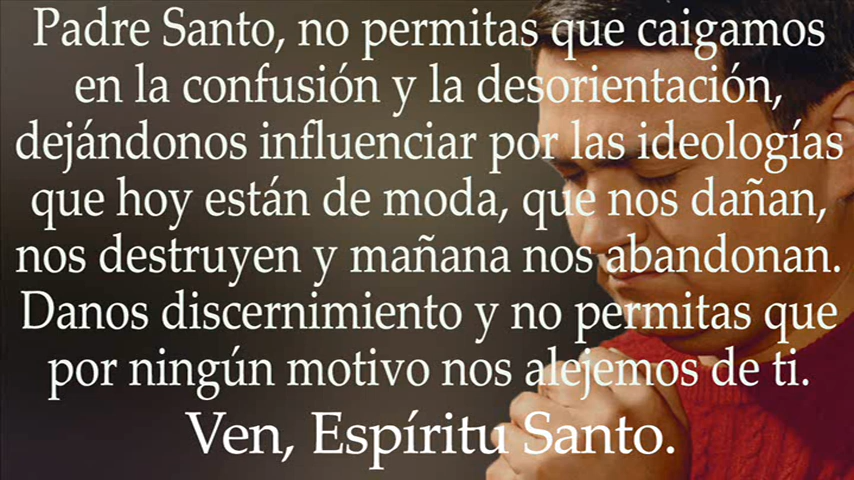 Padre Santo, no permitas que caigamos
en la confusión y la desorientación,
dejándonos influenciar por las ideologías
que hoy están de moda, que nos dañan,
nos destruyen y mañana nos abandonan.
Danos discernimiento y no permitas que
por ningún motivo nos alejemos de ti.
Ven, Espíritu Santo.